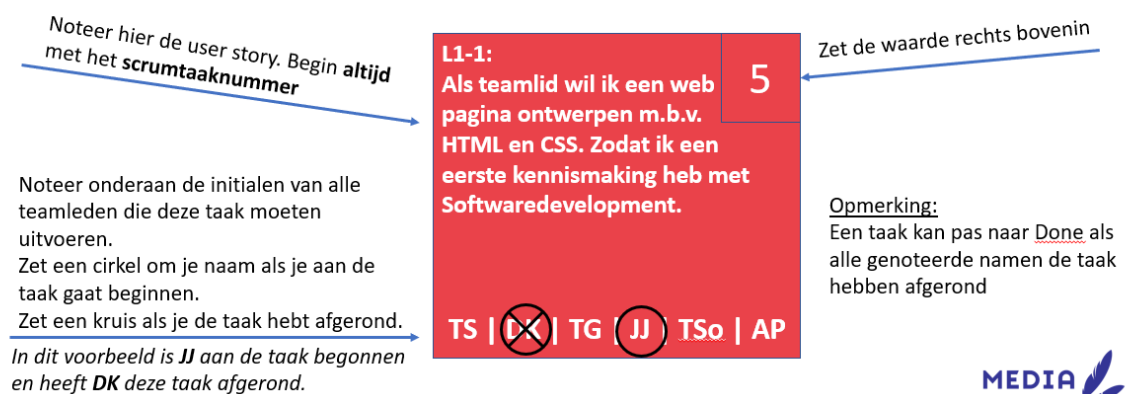 Noteer hier de user story. Begin altijd
met het scrumtaaknummer
L1-1:
Als teamlid wil ik een web
pagina ontwerpen m.b.v.
HTML en CSS. Zodat ik een
eerste kennismaking heb met
Softwaredevelopment.
5
Zet de waarde rechts bovenin
Noteer onderaan de initialen van alle
teamleden die deze taak moeten
uitvoeren.
Zet een cirkel om je naam als je aan de
taak gaat beginnen.
Zet een kruis als je de taak hebt afgerond.
In dit voorbeeld is JJ aan de taak begonnen
en heeft DK deze taak afgerond.
TS | DK | TG | JJ | TSo | AP
Opmerking:
Een taak kan pas naar Done als
alle genoteerde namen de taak
hebben afgerond
MEDIA